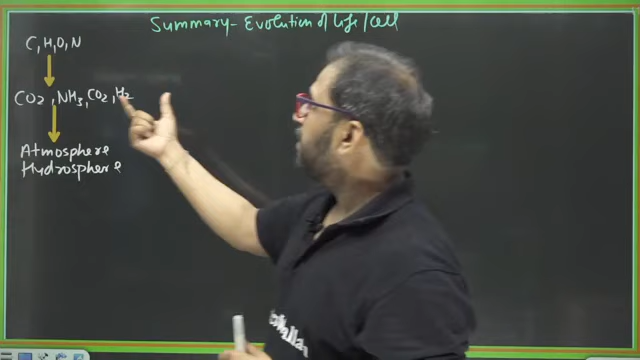 Summary - Evolution of life / cell
C, H, O, N
CO2, NH3, CO2, H2
Atmosphere
Hydrosphere